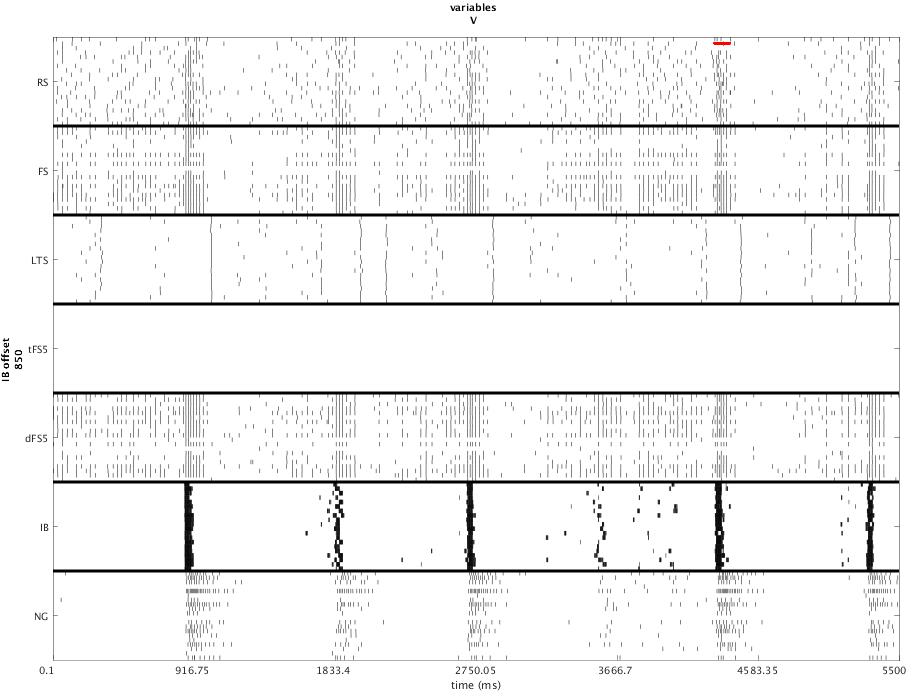 variables
V
RS
FS
LTS
tFS5
dFS5
IB
NG
IB offset
850
0.1
916.75
1833.4
2750.05
3666.7
4583.35
5500
time (ms)